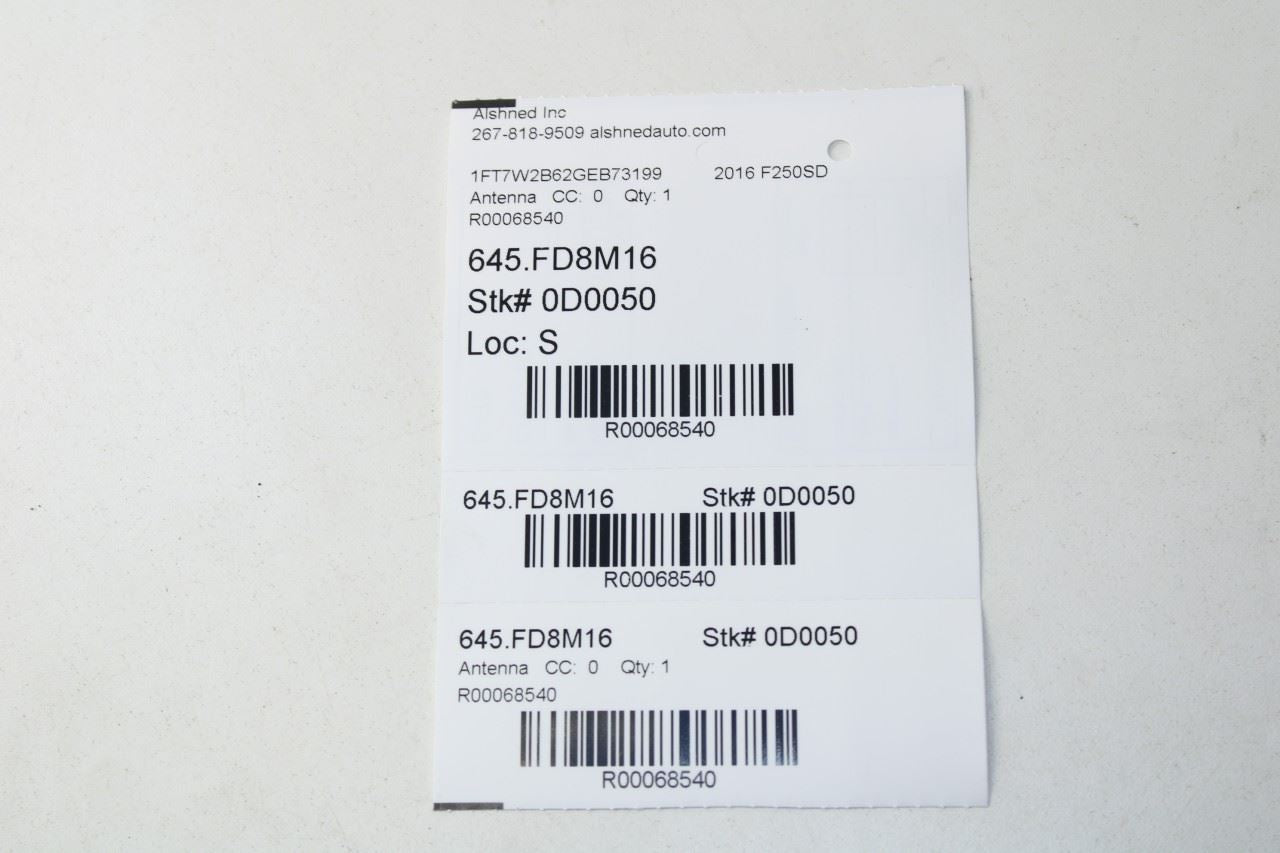 Alshned Inc
267-818-9509 alshnedauto.com
1FT7W2B62GEB73199 2016 F250SD
Antenna CC: 0 Qty: 1
R00068540
645.FD8M16
Stk# 0D0050
Loc: S
R00068540
645.FD8M16 Stk# 0D0050
R00068540
645.FD8M16 Stk# 0D0050
Antenna CC: 0 Qty: 1
R00068540
R00068540